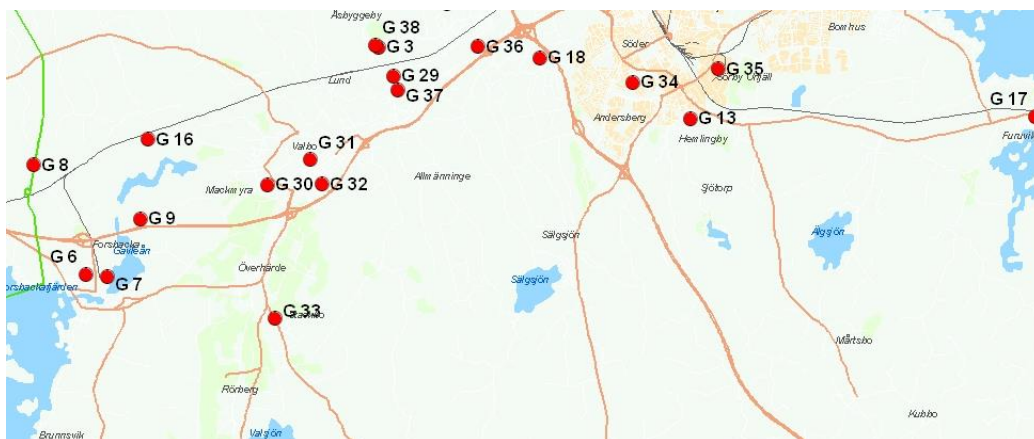 Åsbyggeby
G 38
G 3
G 36
G 18
Söder
Bomhus
G 29
Lund
G 37
G 34
G 35
G 17
G 16
Andersberg
G 13
Hemlingby
Furuvik
G 31
Valbo
G 8
Mackmyra
G 30
G 32
Allmänninge
Sjötorp
G 9
Sälgsjön
Älgsjön
Forsbacka
Gavleån
G 6
G 7
Överhärde
Sälgsjön
Forsbackafjärden
G 33
Stackbo
Mårtsbo
Rörberg
Kubbo
Valsjön
Brunnsvik